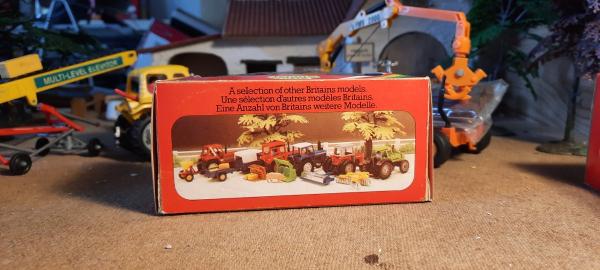 MULTI-LEVEL ELEVATOR
A selection of other Britains models.
Une sélection d'autres modèles Britains.
Eine Anzahl von Britains weitere Modelle.